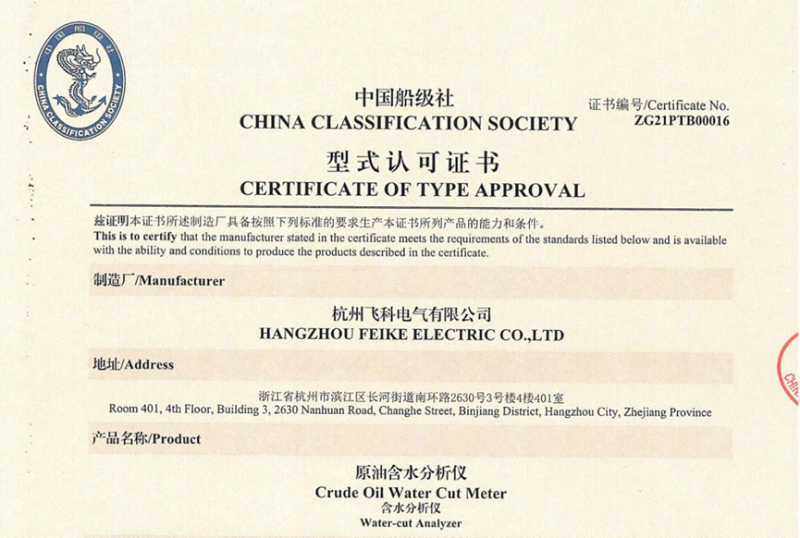 中国船级社
CHINA CLASSIFICATION SOCIETY
中国船级社
CHINA CLASSIFICATION SOCIETY
证书编号/Certificate No.
ZG21PTB00016
型式认可证书
CERTIFICATE OF TYPE APPROVAL
兹证明本证书所述制造厂具备按照下列标准的要求生产本证书所列产品的能力和条件。
This is to certify that the manufacturer stated in the certificate meets the requirements of the standards listed below and is available
with the ability and conditions to produce the products described in the certificate.
制造厂/Manufacturer
杭州飞科电气有限公司
HANGZHOU FEIKE ELECTRIC CO.,LTD
地址/Address
浙江省杭州市滨江区长河街道南环路2630号3号楼4楼401室
Room 401, 4th Floor, Building 3, 2630 Nanhuan Road, Changhe Street, Binjiang District, Hangzhou City, Zhejiang Province
产品名称/Product
原油含水分析仪
Crude Oil Water Cut Meter
含水分析仪
Water-cut Analyzer